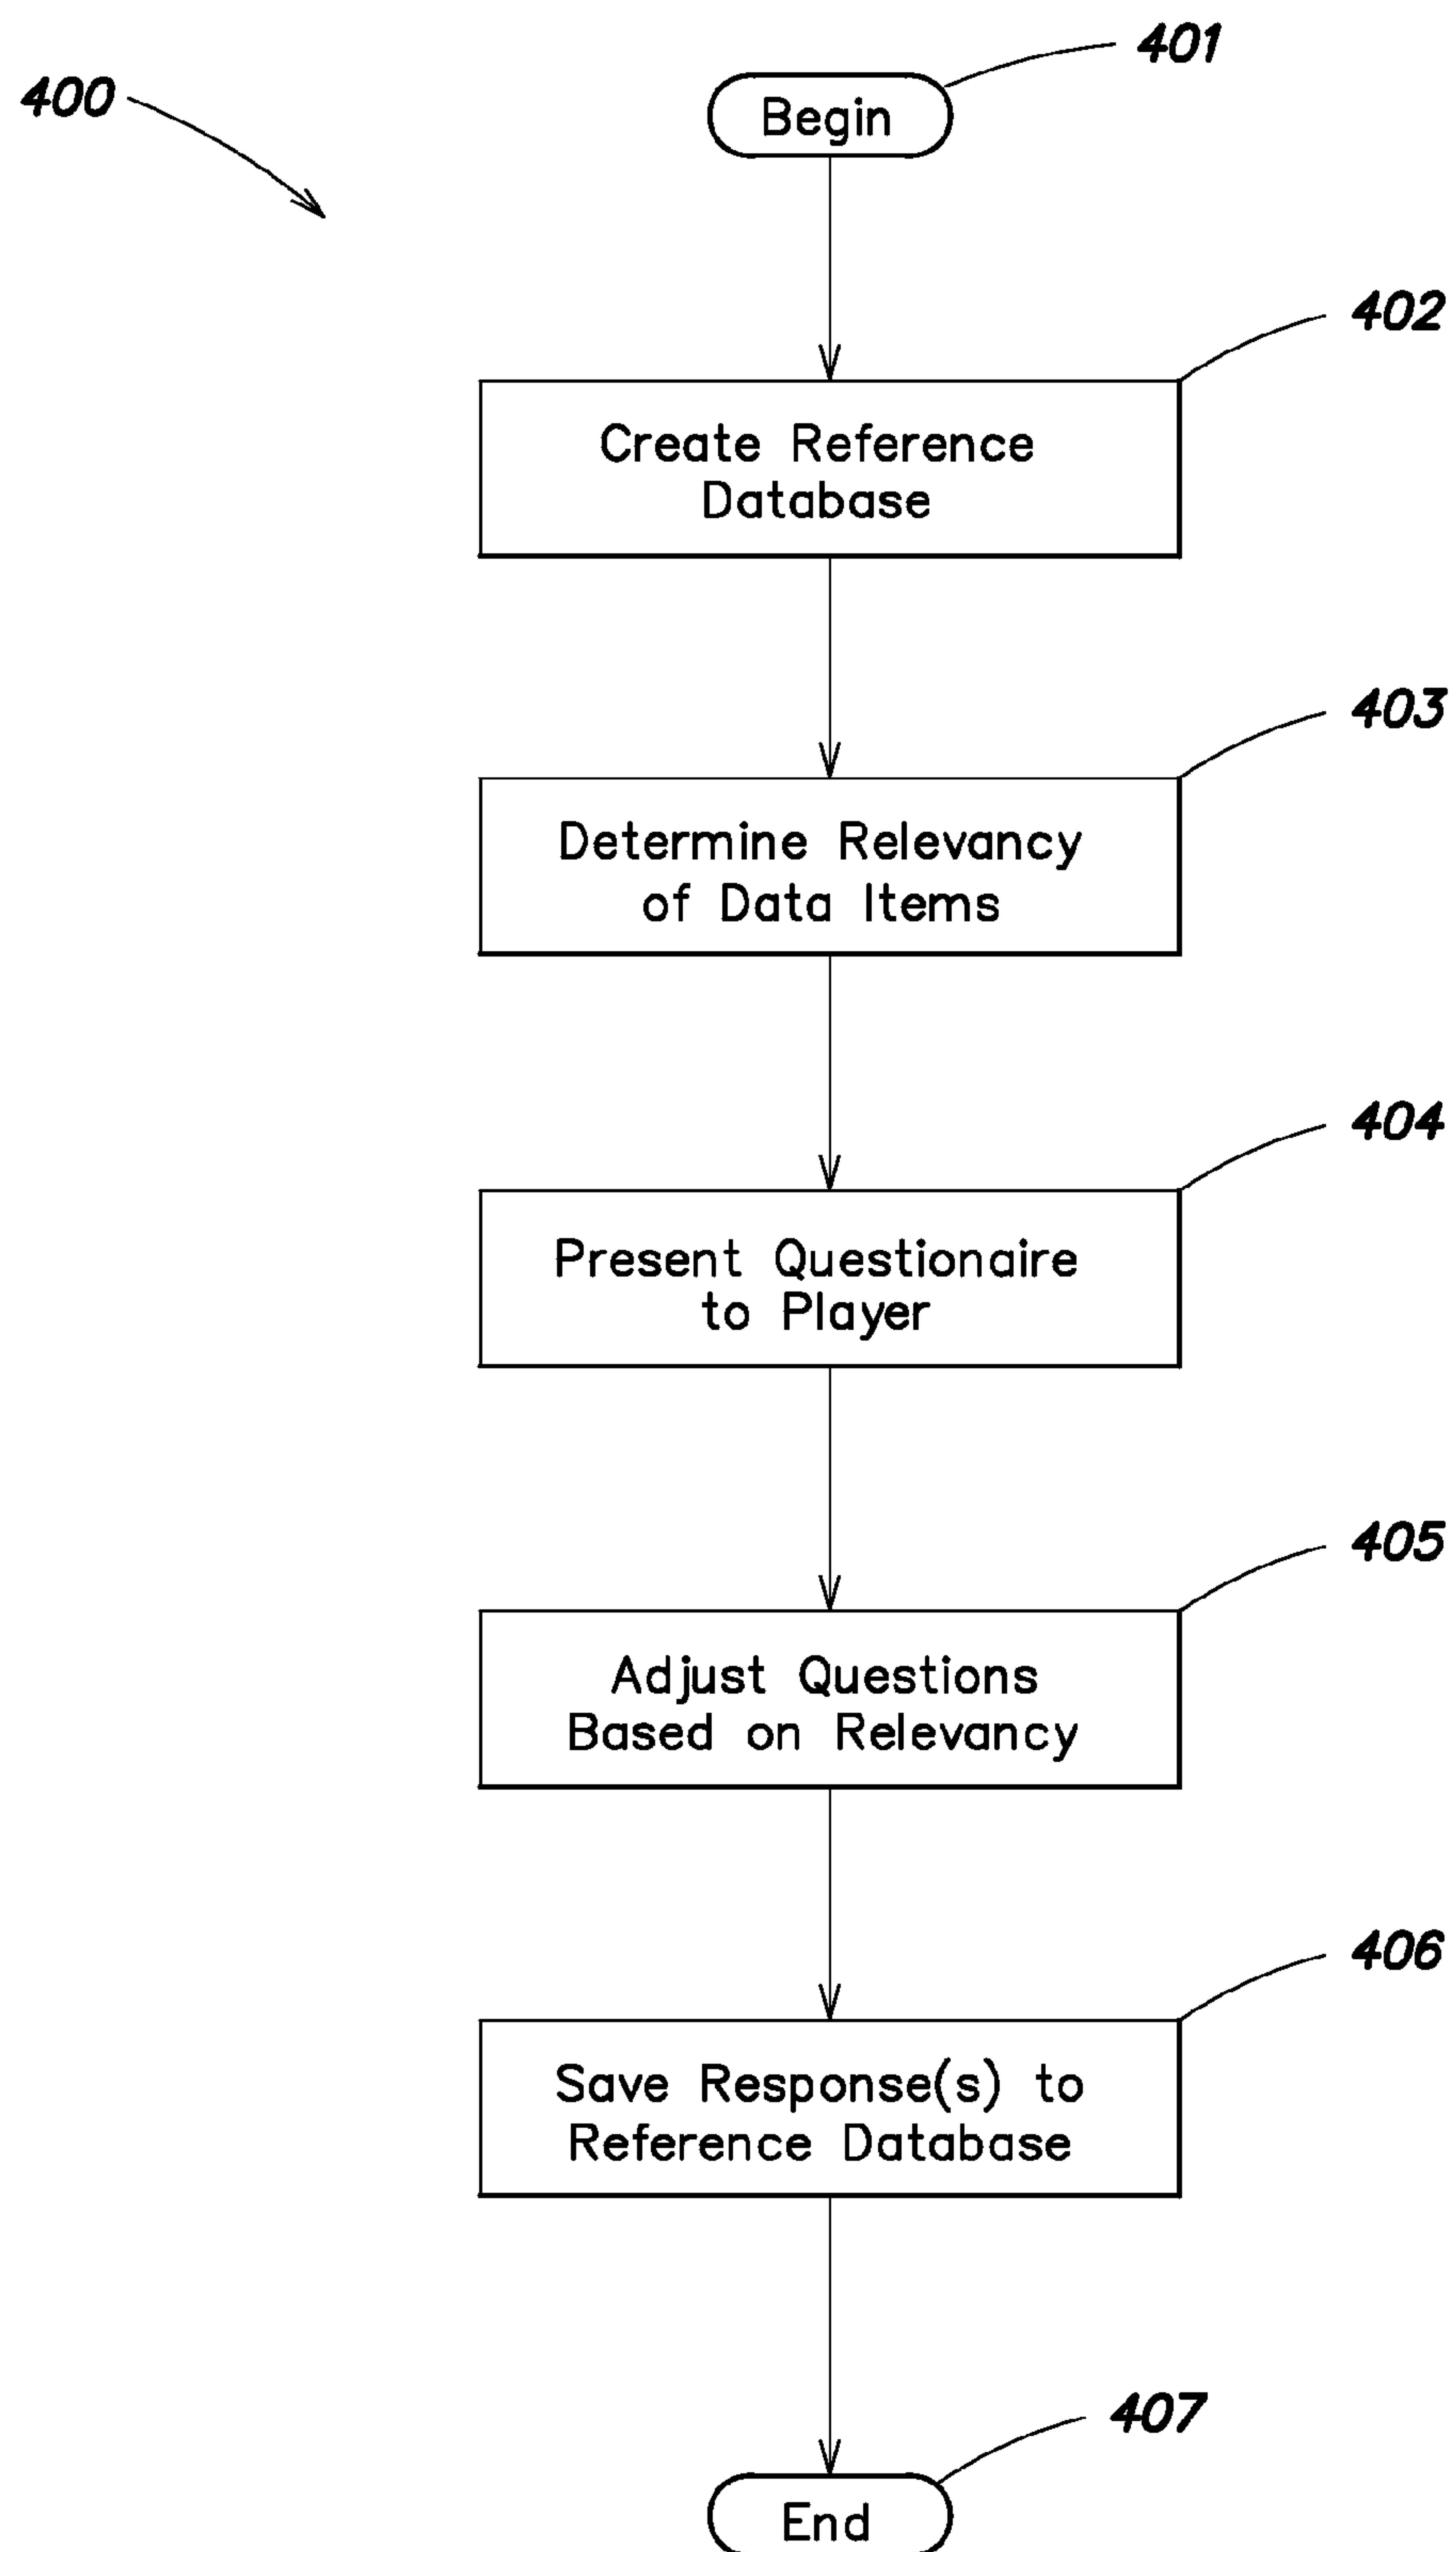 401
400
Begin
402
Create Reference
Database
403
Determine Relevancy
of Data Items
404
Present Questionaire
to Player
405
Adjust Questions
Based on Relevancy
406
Save Response(s) to
Reference Database
407
End